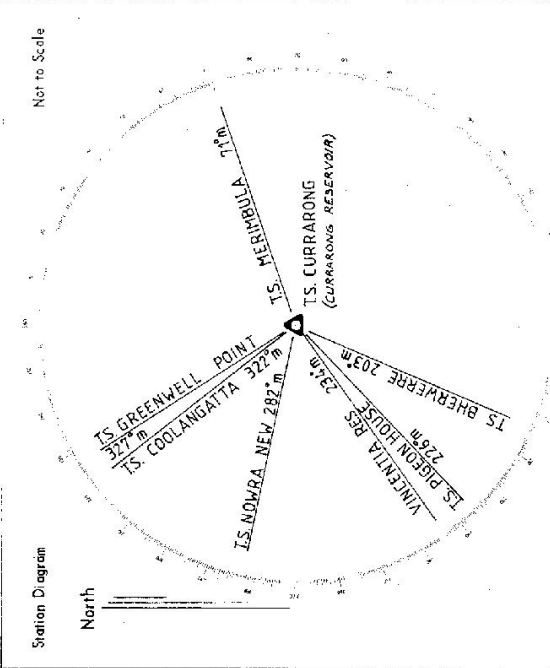 Station Diagram
Not to Scale
North
T.S. GREENWELL POINT
327°m
T.S. COOLANGATTA 322°m
T.S. NOWRA NEW 282°m
T.S. MERIMBULA 71°m
T.S. CURRARONG
(CURRARONG RESERVOIR)
234°m
VINCENTIA RES
T.S. PIGEON HOUSE
226°m
T.S. BHERWERRE 203°m